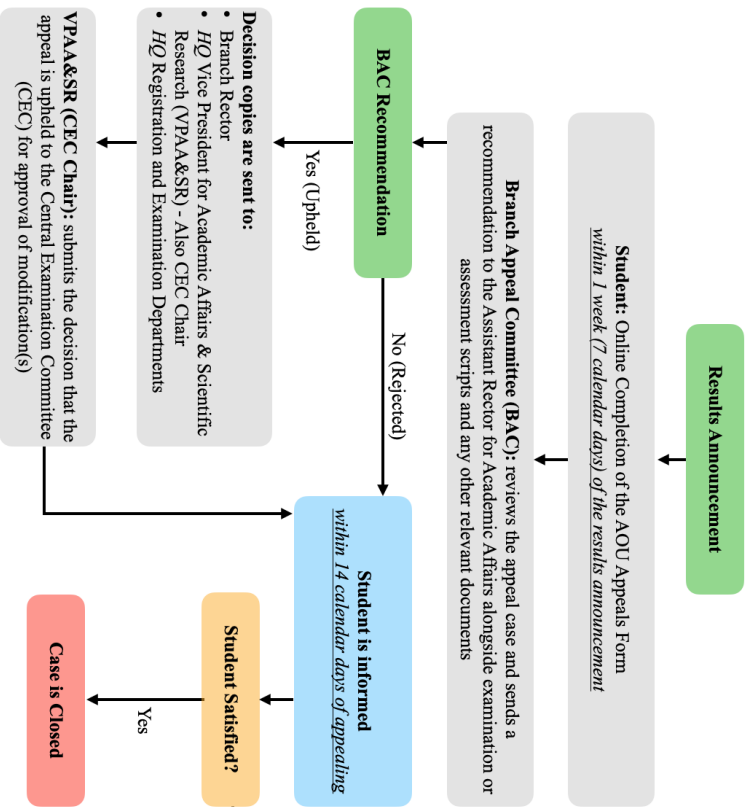 Results Announcement
Student: Online Completion of the AOU Appeals Form
within 1 week (7 calendar days) of the results announcement
Branch Appeal Committee (BAC): reviews the appeal case and sends a
recommendation to the Assistant Rector for Academic Affairs alongside examination or
assessment scripts and any other relevant documents
BAC Recommendation
Yes (Upheld)
No (Rejected)
Decision copies are sent to:
• Branch Rector
• HQ Vice President for Academic Affairs & Scientific
Research (VPAA&SR) - Also CEC Chair
• HQ Registration and Examination Departments
VPAA&SR (CEC Chair): submits the decision that the
appeal is upheld to the Central Examination Committee
(CEC) for approval of modification(s)
Student is informed
within 14 calendar days of appealing
Student Satisfied?
Yes
Case is Closed